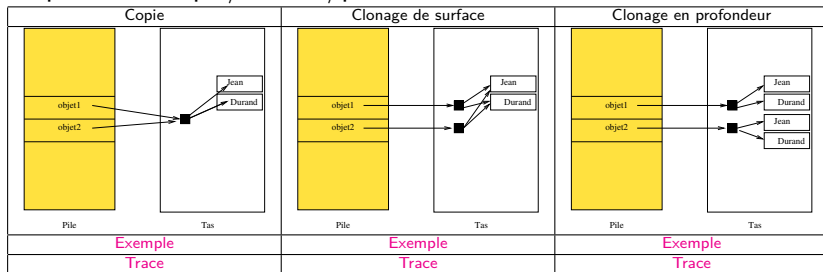 Copie
Clonage de surface
Clonage en profondeur
Jean
Durand
objet1
objet2
Pile
Tas
Jean
Durand
objet1
objet2
Pile
Tas
Jean
Durand
objet1
Jean
objet2
Durand
Pile
Tas
Exemple
Exemple
Exemple
Trace
Trace
Trace